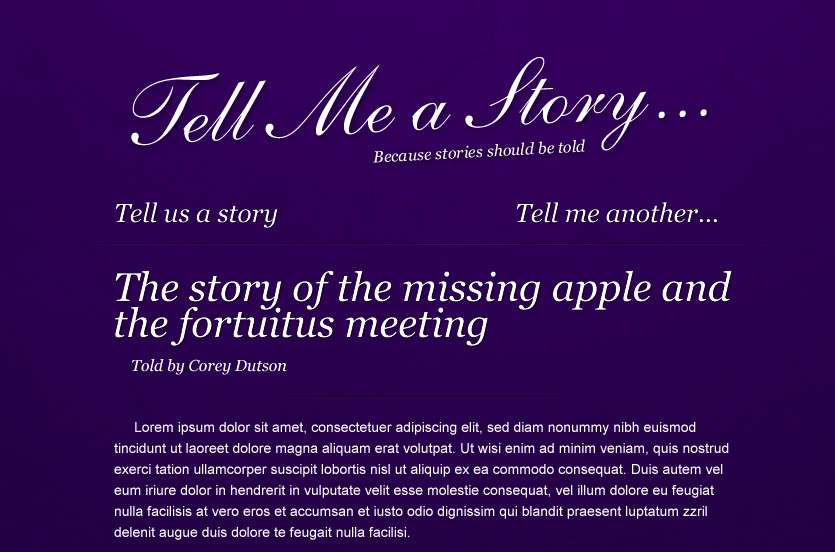 Tell Me a Story...
Because stories should be told
Tell us a story
Tell me another...
The story of the missing apple and
the fortuitus meeting
Told by Corey Dutson
Lorem ipsum dolor sit amet, consectetuer adipiscing elit, sed diam nonummy nibh euismod
tincidunt ut laoreet dolore magna aliquam erat volutpat. Ut wisi enim ad minim veniam, quis nostrud
exerci tation ullamcorper suscipit lobortis nisl ut aliquip ex ea commodo consequat. Duis autem vel
eum iriure dolor in hendrerit in vulputate velit esse molestie consequat, vel illum dolore eu feugiat
nulla facilisis at vero eros et accumsan et iusto odio dignissim qui blandit praesent luptatum zzril
delenit augue duis dolore te feugait nulla facilisi.